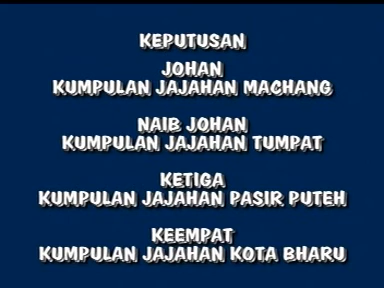 KEPUTUSAN
JOHAN
KUMPULAN JAJAHAN MACHANG
NAIB JOHAN
KUMPULAN JAJAHAN TUMPAT
KETIGA
KUMPULAN JAJAHAN PASIR PUTEH
KEEMPAT
KUMPULAN JAJAHAN KOTA BHARU